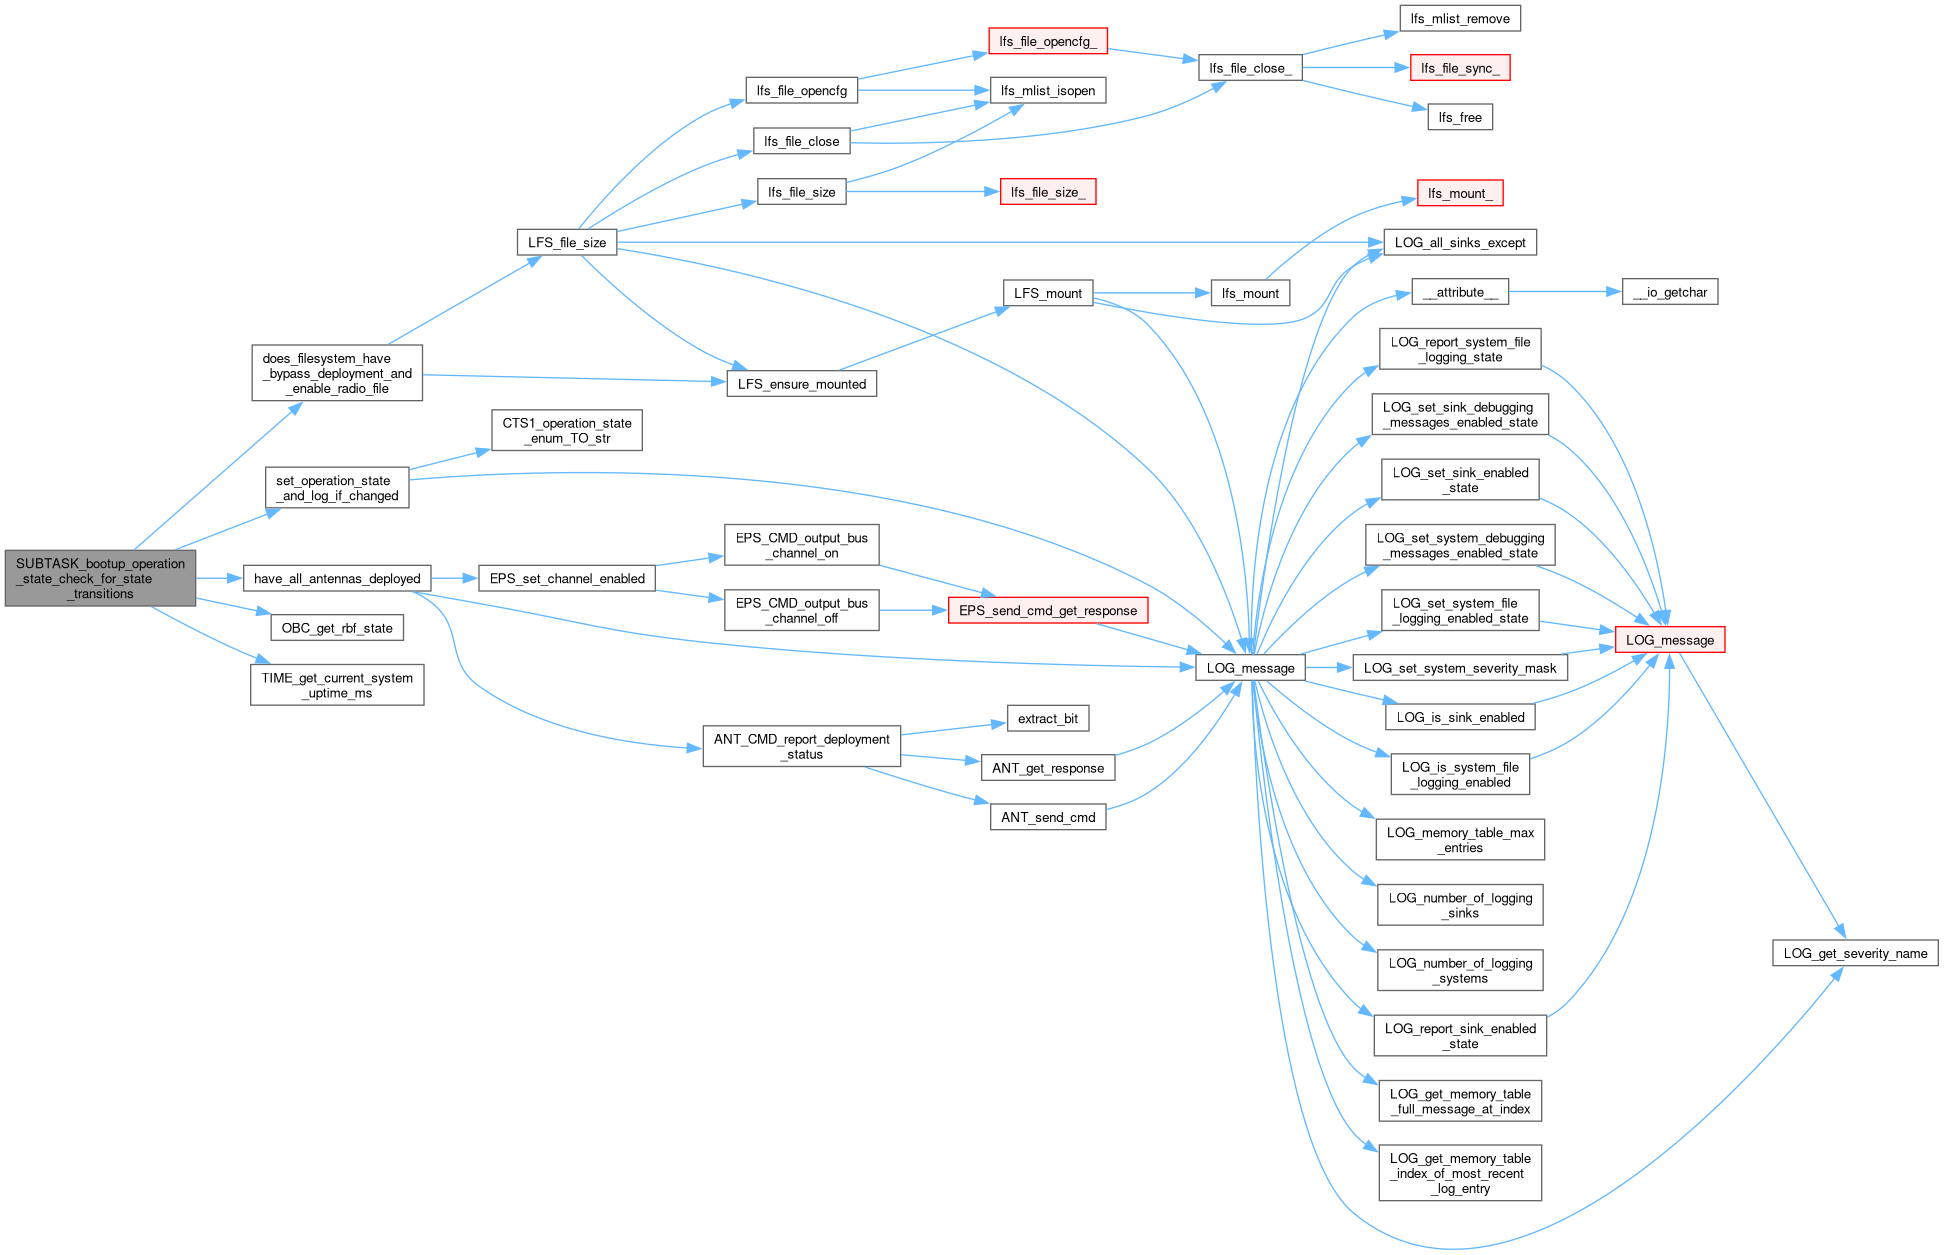 SUBTASK_bootup_operation
_state_check_for_state
_transitions
does_filesystem_have
_bypass_deployment_and
_enable_radio_file
set_operation_state
_and_log_if_changed
have_all_antennas_deployed
OBC_get_rbf_state
TIME_get_current_system
_uptime_ms
LFS_file_size
CTS1_operation_state
_enum_TO_str
EPS_set_channel_enabled
lfs_file_opencfg
lfs_file_close
lfs_file_size
LFS_ensure_mounted
EPS_CMD_output_bus
_channel_on
EPS_CMD_output_bus
_channel_off
ANT_CMD_report_deployment
_status
lfs_file_opencfg_
lfs_mlist_isopen
lfs_file_size_
LFS_mount
EPS_send_cmd_get_response
extract_bit
ANT_get_response
ANT_send_cmd
lfs_file_close_
lfs_mount
LOG_message
lfs_mlist_remove
lfs_file_sync_
lfs_free
lfs_mount_
LOG_all_sinks_except
__attribute__
LOG_report_system_file
_logging_state
LOG_set_sink_debugging
_messages_enabled_state
LOG_set_sink_enabled
_state
LOG_set_system_debugging
_messages_enabled_state
LOG_set_system_file
_logging_enabled_state
LOG_set_system_severity_mask
LOG_is_sink_enabled
LOG_is_system_file
_logging_enabled
LOG_memory_table_max
_entries
LOG_number_of_logging
_sinks
LOG_number_of_logging
_systems
LOG_report_sink_enabled
_state
LOG_get_memory_table
_full_message_at_index
LOG_get_memory_table
_index_of_most_recent
_log_entry
__io_getchar
LOG_message
LOG_get_severity_name